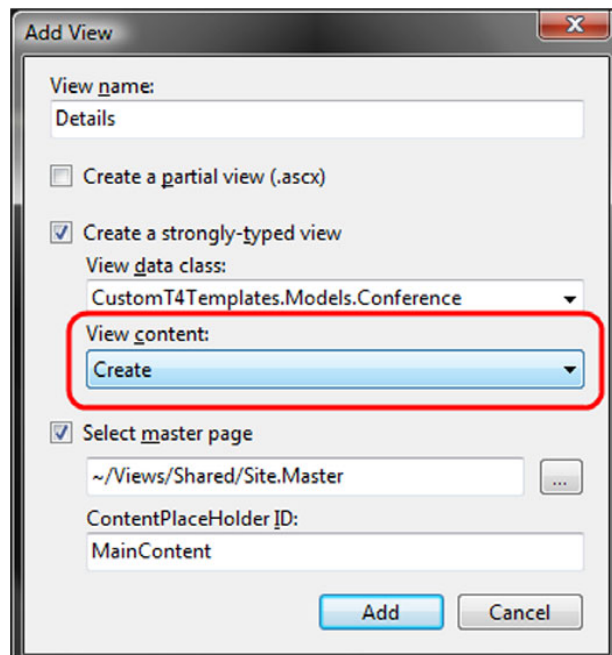 Add View
View name:
Details
Create a partial view (.ascx)
Create a strongly-typed view
View data class:
CustomT4Templates.Models.Conference
View content:
Create
Select master page
~/Views/Shared/Site.Master
...
ContentPlaceHolder ID:
MainContent
Add Cancel